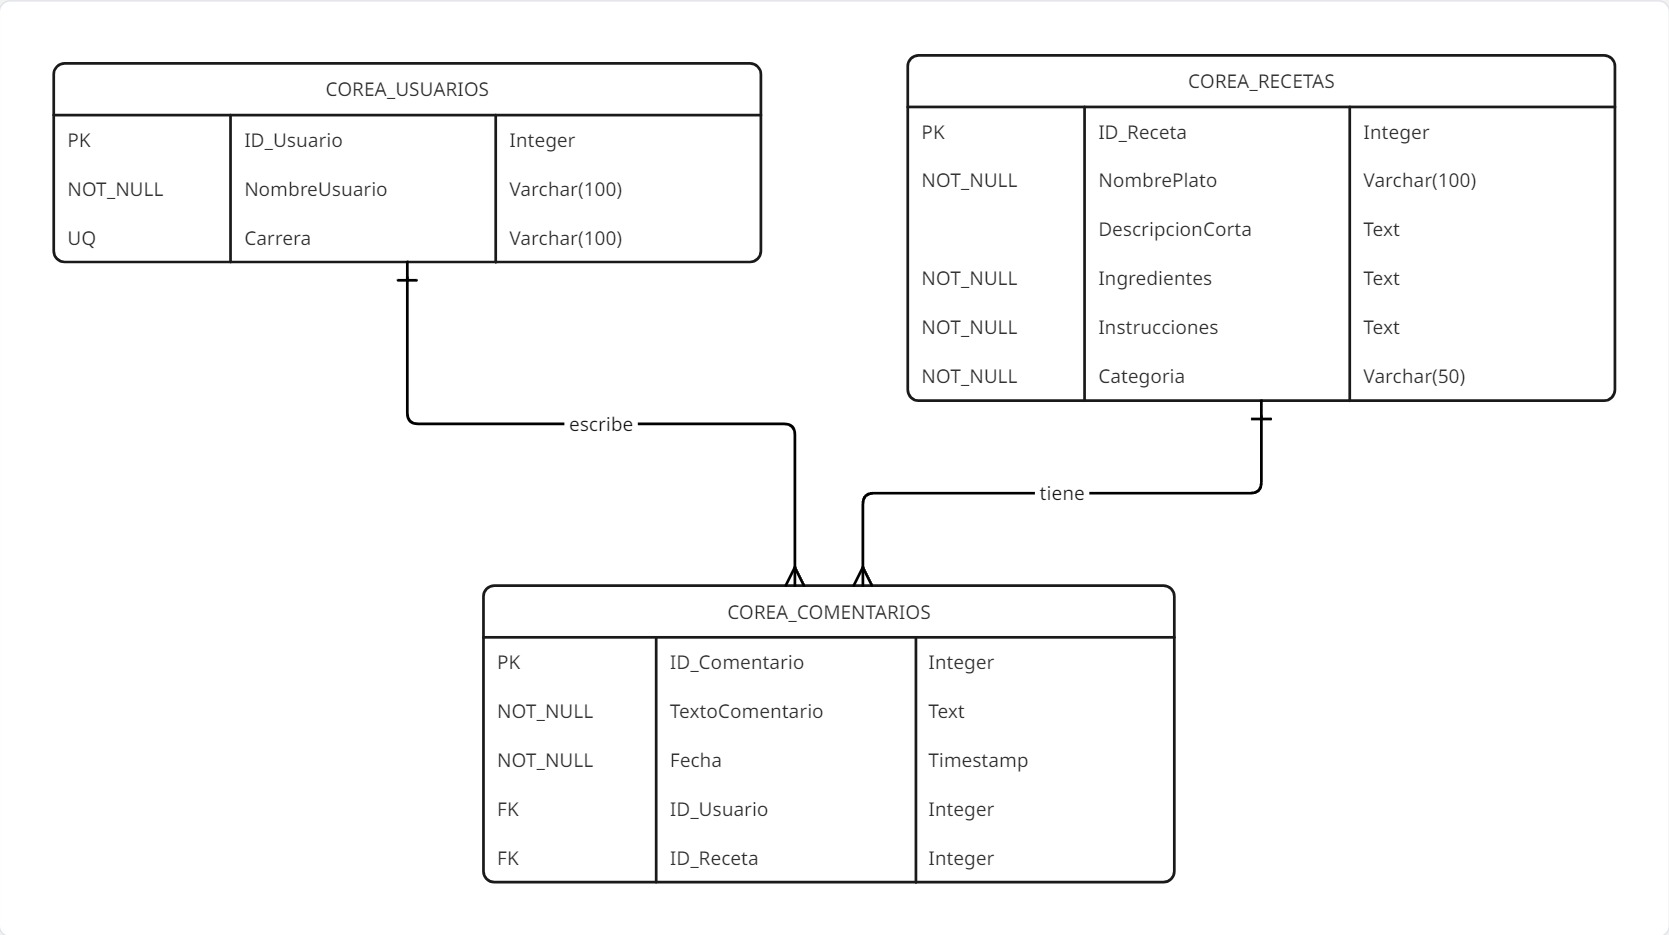 COREA_USUARIOS
PK ID_Usuario Integer
NOT_NULL NombreUsuario Varchar(100)
UQ Carrera Varchar(100)
COREA_RECETAS
PK ID_Receta Integer
NOT_NULL NombrePlato Varchar(100)
DescripcionCorta Text
NOT_NULL Ingredientes Text
NOT_NULL Instrucciones Text
NOT_NULL Categoria Varchar(50)
escribe
tiene
COREA_COMENTARIOS
PK ID_Comentario Integer
NOT_NULL TextoComentario Text
NOT_NULL Fecha Timestamp
FK ID_Usuario Integer
FK ID_Receta Integer